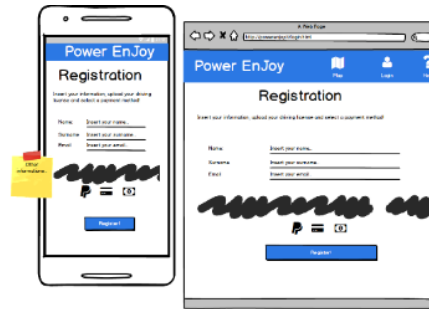 Power EnJoy
Registration
Insert your information, upload your driving
license and select a payment method!
Name: Insert your name..
Surname Insert your surname..
Email Insert your email..
Other
informations..
Register!
A Web Page
Power EnJoy
Map
Login
Registration
Insert your information, upload your driving license and select a payment method!
Name: Insert your name..
Surname Insert your surname..
Email Insert your email..
Register!